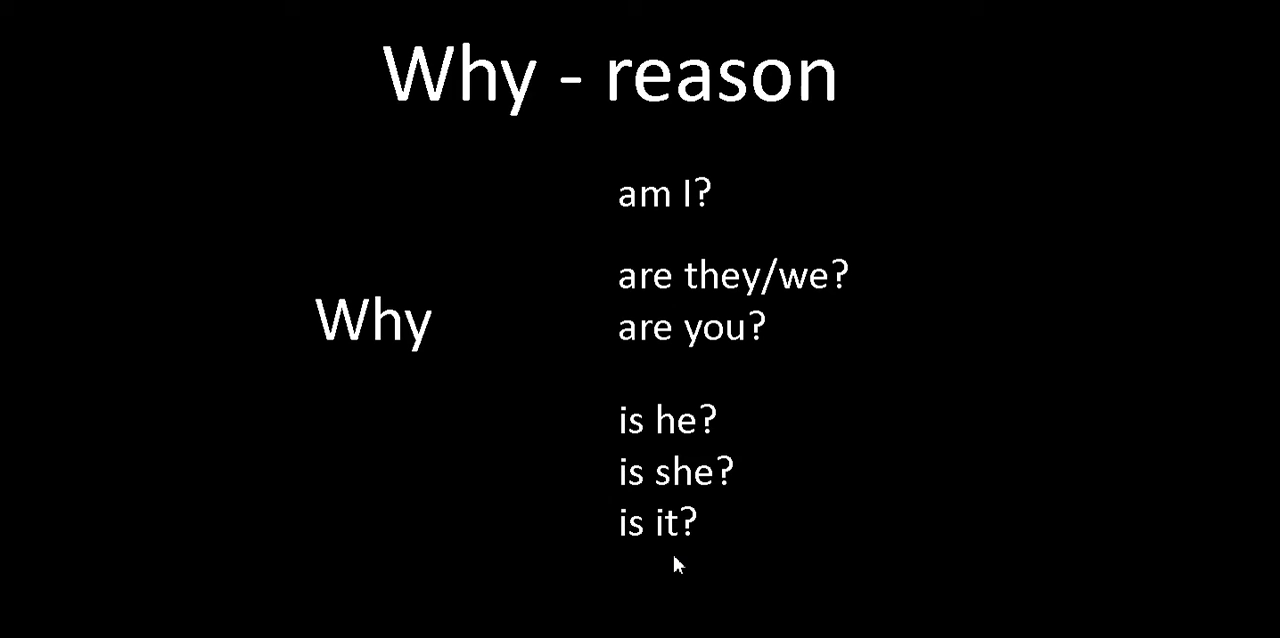 Why - reason
am I?
are they/we?
Why
are you?
is he?
is she?
is it?